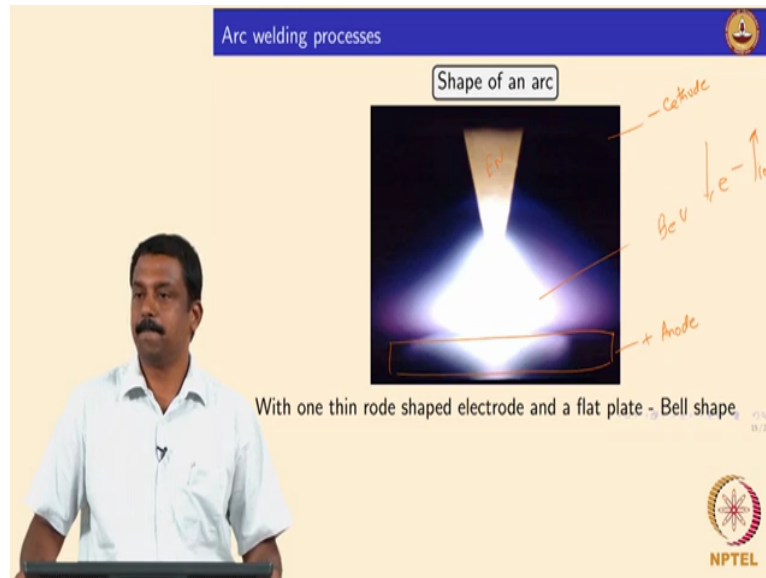 Arc welding processes
Shape of an arc
- Cathode
e-
+ Anode
With one thin rode shaped electrode and a flat plate - Bell shape
NPTEL